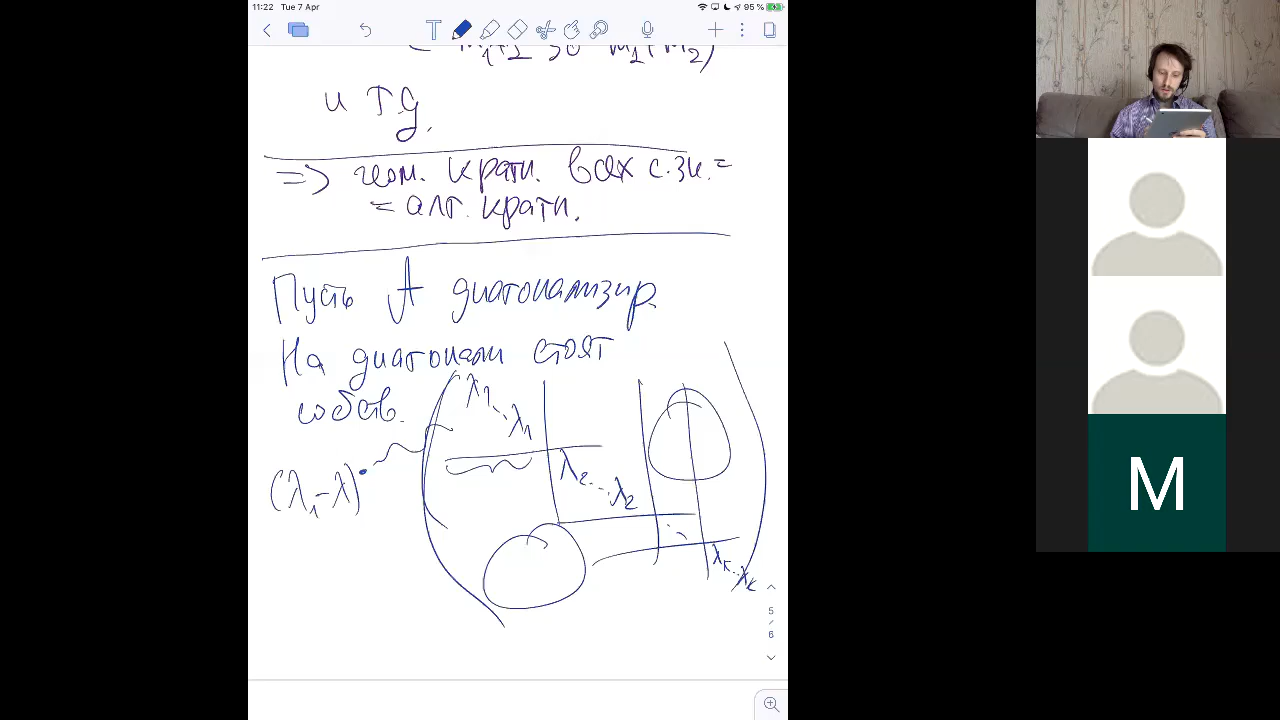 11:22 Tue 7 Apr
95 %
T
и тд.
=> геом. кратн. всех с.зн. =
= алг. кратн.
Пусть A диагонализир.
На диагонали стоят
собств.
λ1 ... λ1
(λ1-λ)
λ2 ... λ2
λk ... λk
5
/
6
M